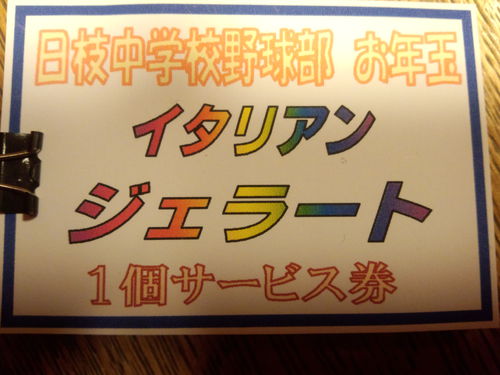 日枝中学校野球部 お年玉
イタリアン
ジェラート
1個サービス券